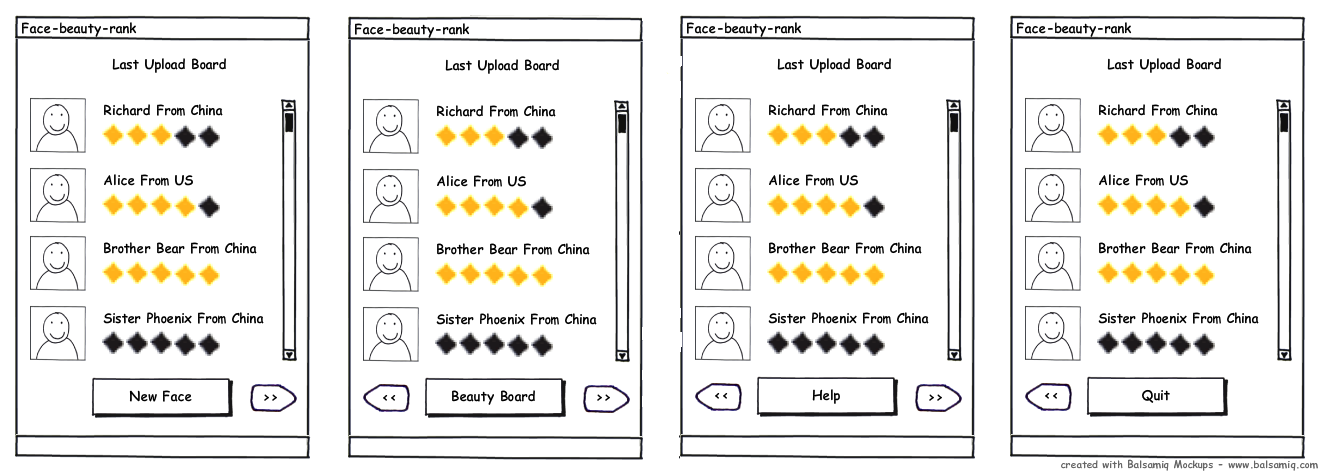 Face-beauty-rank
Last Upload Board
Richard From China
Alice From US
Brother Bear From China
Sister Phoenix From China
New Face
>>
Face-beauty-rank
Last Upload Board
Richard From China
Alice From US
Brother Bear From China
Sister Phoenix From China
<<
Beauty Board
>>
Face-beauty-rank
Last Upload Board
Richard From China
Alice From US
Brother Bear From China
Sister Phoenix From China
<<
Help
>>
Face-beauty-rank
Last Upload Board
Richard From China
Alice From US
Brother Bear From China
Sister Phoenix From China
<<
Quit
created with Balsamiq Mockups - www.balsamiq.com